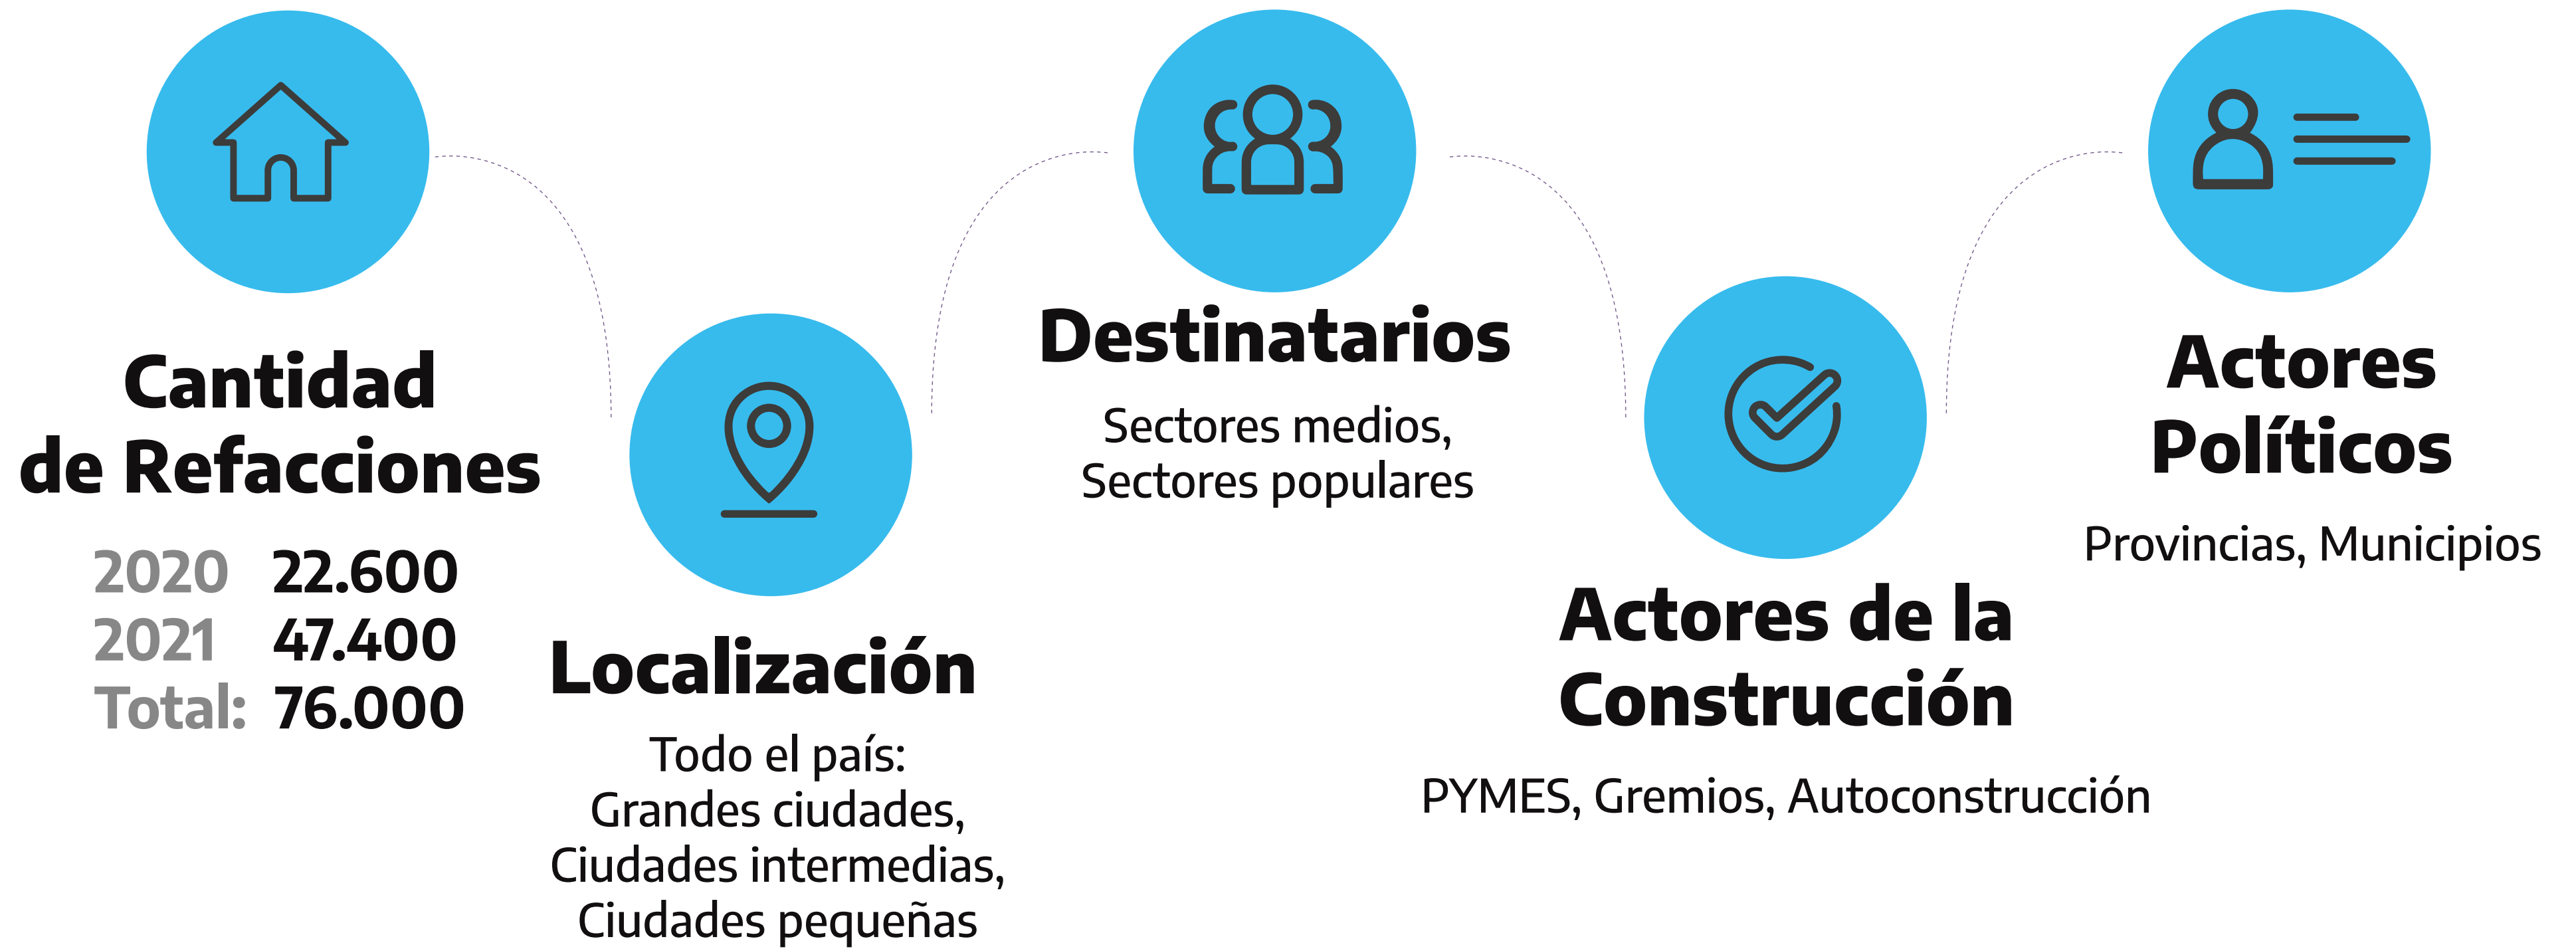 Cantidad
de Refacciones
2020 22.600
2021 47.400
Total: 76.000
Localización
Todo el país:
Grandes ciudades,
Ciudades intermedias,
Ciudades pequeñas
Destinatarios
Sectores medios,
Sectores populares
Actores de la
Construcción
PYMES, Gremios, Autoconstrucción
Actores
Políticos
Provincias, Municipios